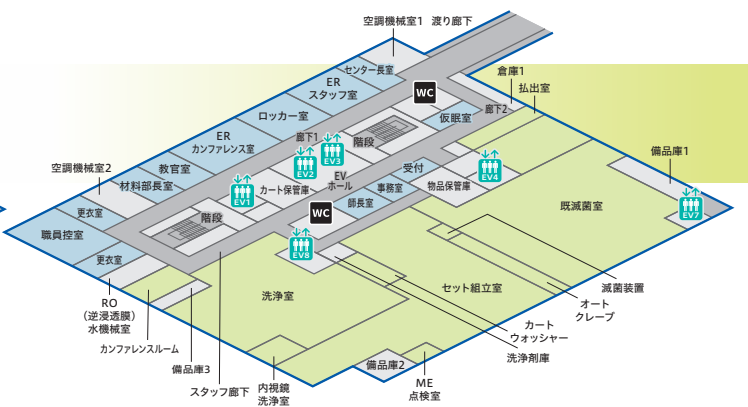 空調機械室1
渡り廊下
センター長室
ER
スタッフ室
WC
倉庫1
払出室
ロッカー室
廊下2
仮眠室
ER
カンファレンス室
廊下1
EV3
階段
備品庫1
EV2
EV
ホール
受付
EV4
空調機械室2
教官室
材料部長室
EV1
カート保管庫
事務室
物品保管庫
師長室
既滅菌室
EV7
更衣室
階段
WC
職員控室
更衣室
EV8
洗浄室
セット組立室
滅菌装置
RO
(逆浸透膜)
水機械室
オート
クレーブ
カンファレンスルーム
カート
ウォッシャー
備品庫3
洗浄剤庫
スタッフ廊下
内視鏡
洗浄室
備品庫2
ME
点検室